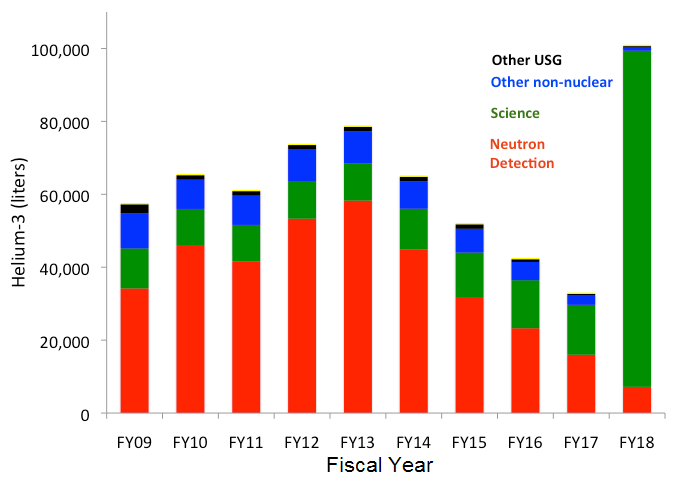 100,000
80,000
60,000
40,000
20,000
0
Helium-3 (liters)
Other USG
Other non-nuclear
Science
Neutron
Detection
FY09 FY10 FY11 FY12 FY13 FY14 FY15 FY16 FY17 FY18
Fiscal Year